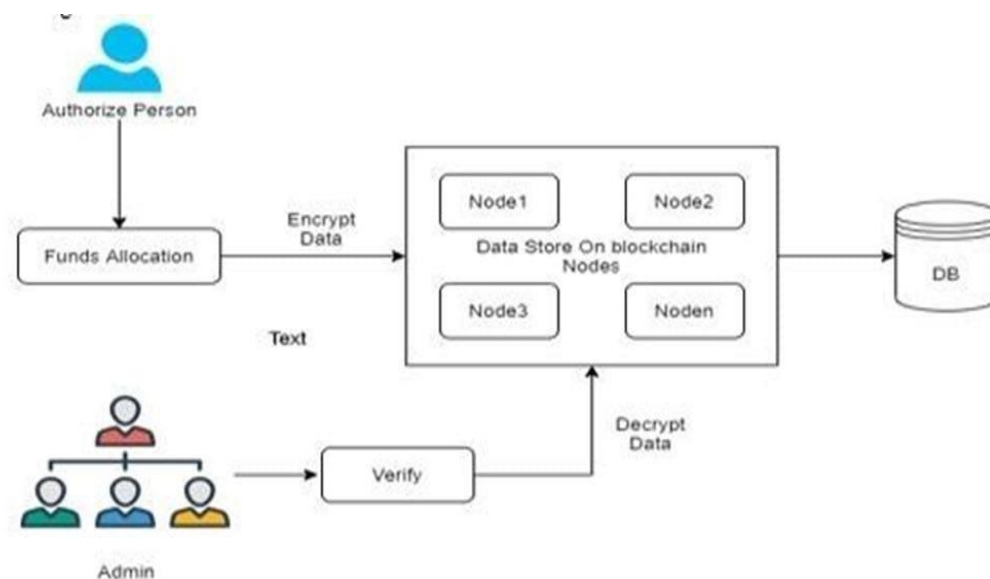 Authorize Person
Funds Allocation
Encrypt
Data
Node1
Node2
Data Store On blockchain
Nodes
Node3
Noden
DB
Text
Decrypt
Data
Verify
Admin